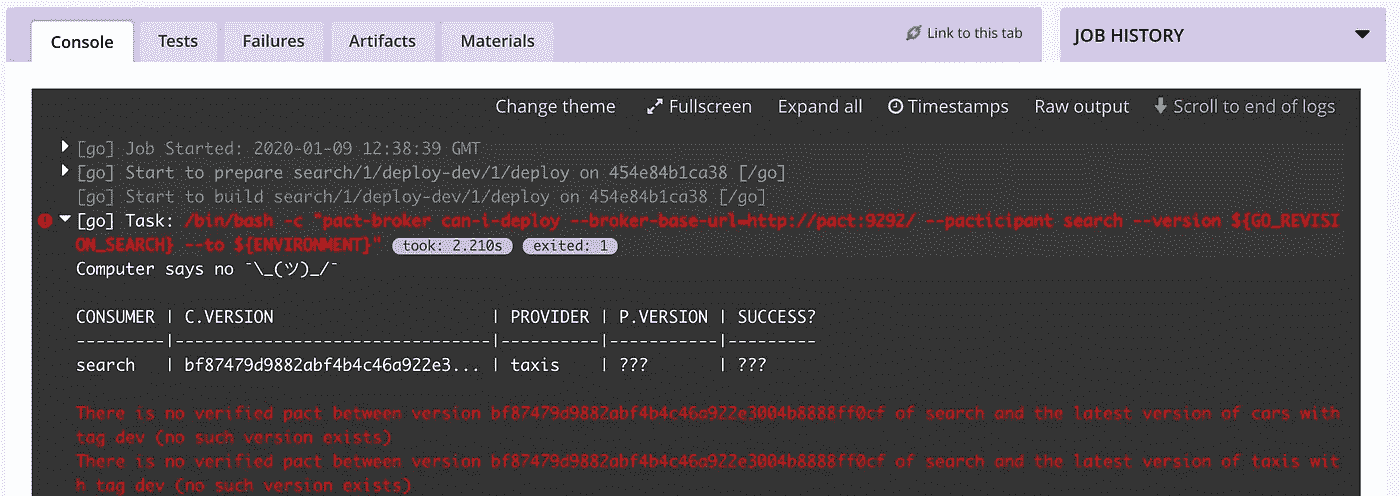 Console Tests Failures Artifacts Materials Link to this tab JOB HISTORY
Change theme Fullscreen Expand all Timestamps Raw output Scroll to end of logs
[go] Job Started: 2020-01-09 12:38:39 GMT
[go] Start to prepare search/1/deploy-dev/1/deploy on 454e84b1ca38 [/go]
[go] Start to build search/1/deploy-dev/1/deploy on 454e84b1ca38 [/go]
[go] Task: /bin/bash -c "pact-broker can-i-deploy --broker-base-url=http://pact:9292/ --pacticipant search --version ${GO_REVISI
ON_SEARCH} --to ${ENVIRONMENT}" took: 2.210s exited: 1
Computer says no ¯\_(ツ)_/¯
CONSUMER | C.VERSION | PROVIDER | P.VERSION | SUCCESS?
---------|--------------------------------|----------|-----------|---------
search | bf87479d9882abf4b4c46a922e3... | taxis | ??? | ???
There is no verified pact between version bf87479d9882abf4b4c46a922e3004b8888ff0cf of search and the latest version of cars with
tag dev (no such version exists)
There is no verified pact between version bf87479d9882abf4b4c46a922e3004b8888ff0cf of search and the latest version of taxis wit
h tag dev (no such version exists)